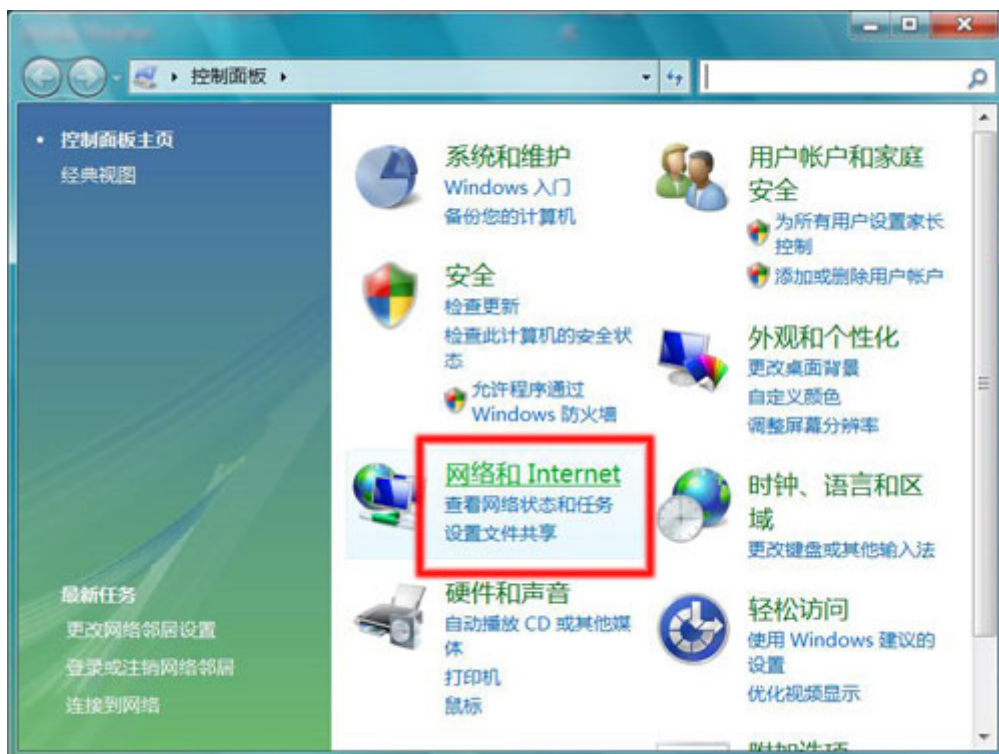 控制面板
控制面板主页
经典视图
系统和维护
Windows 入门
备份您的计算机
安全
检查更新
检查此计算机的安全状
态
允许程序通过
Windows 防火墙
网络和 Internet
查看网络状态和任务
设置文件共享
硬件和声音
自动播放 CD 或其他媒
体
打印机
鼠标
用户帐户和家庭
安全
为所有用户设置家长
控制
添加或删除用户帐户
外观和个性化
更改桌面背景
自定义颜色
调整屏幕分辨率
时钟、语言和区
域
更改键盘或其他输入法
轻松访问
使用 Windows 建议的
设置
优化视频显示
附加选项
最新任务
更改网络邻居设置
登录或注销网络邻居
连接到网络